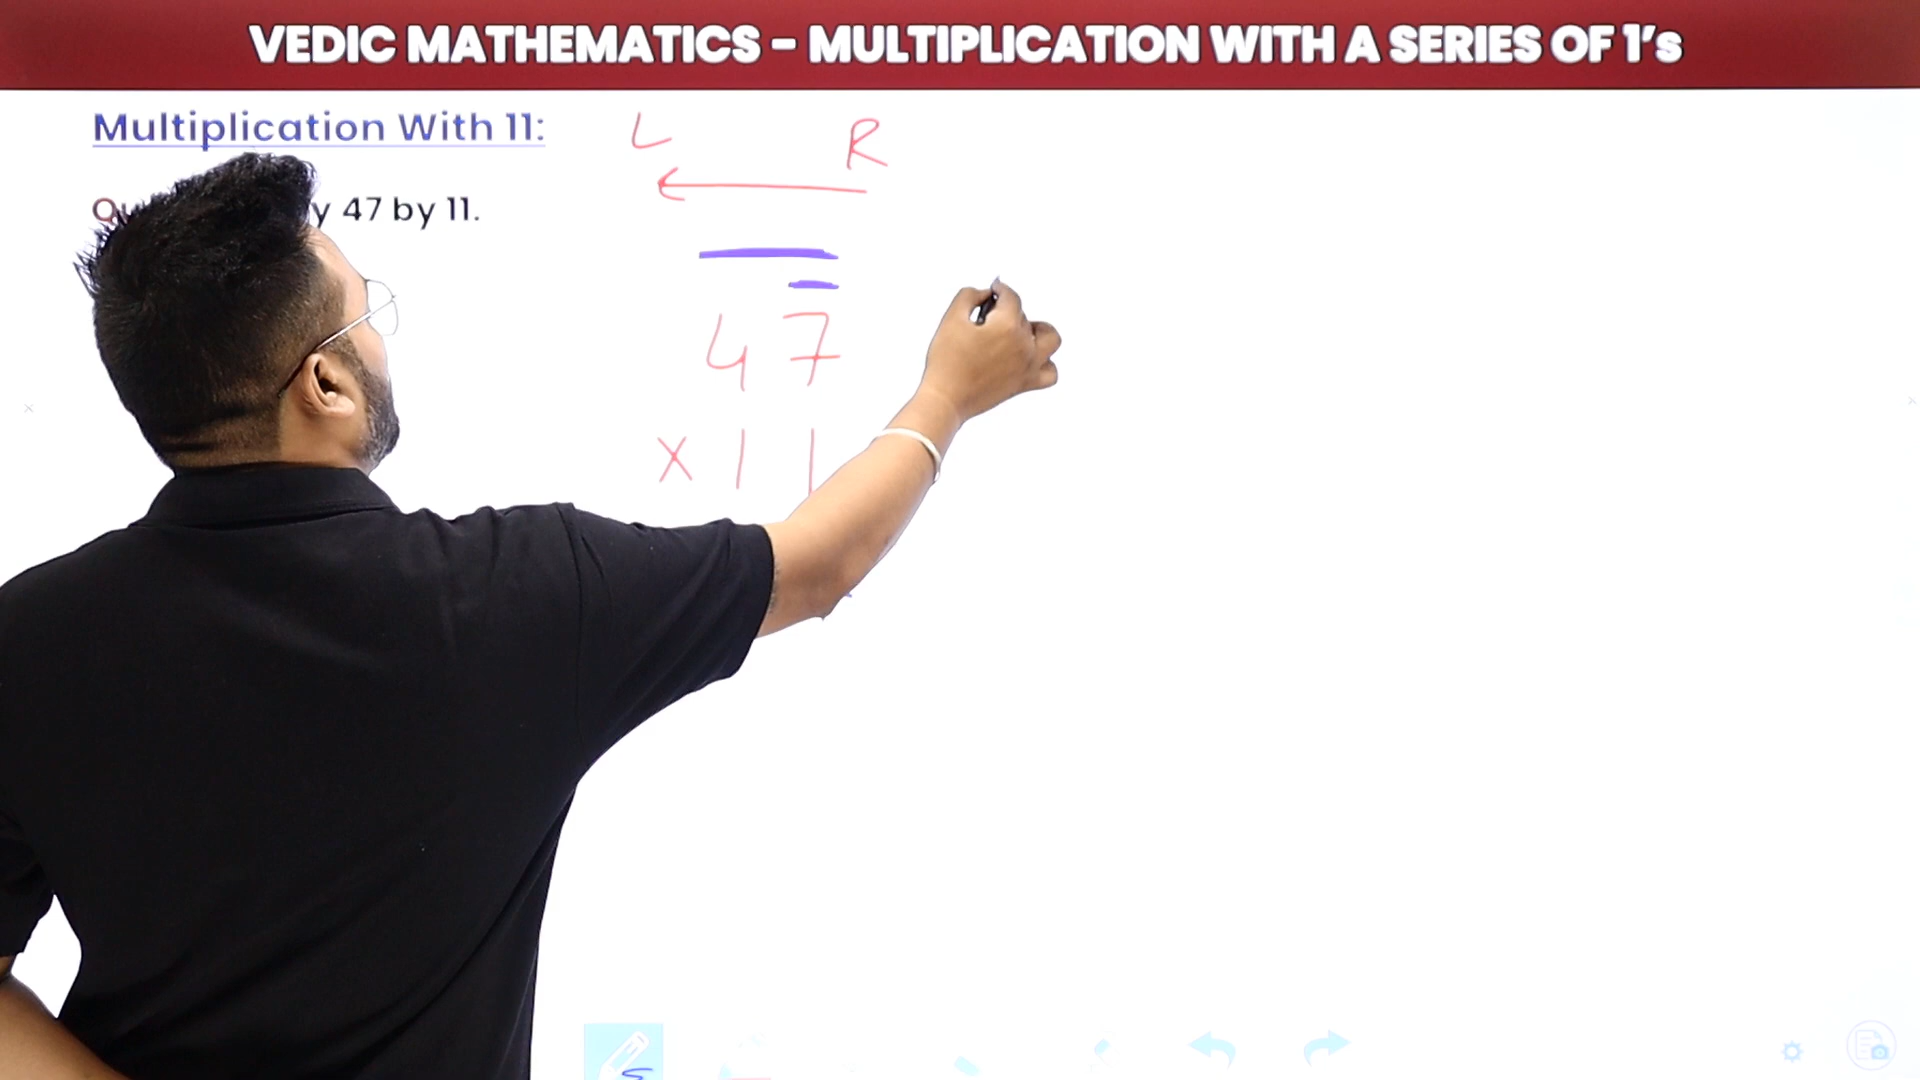 VEDIC MATHEMATICS - MULTIPLICATION WITH A SERIES OF 1's
Multiplication With 11:
L R
y 47 by 11.
47
x 11